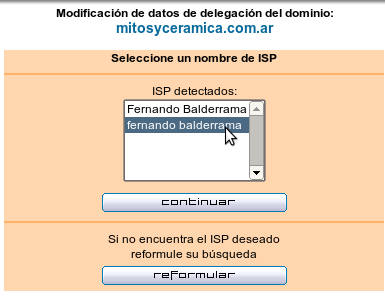 Modificación de datos de delegación del dominio:
mitosyceramica.com.ar
Seleccione un nombre de ISP
ISP detectados:
Fernando Balderrama
fernando balderrama
continuar
Si no encuentra el ISP deseado
reformule su búsqueda
reformular